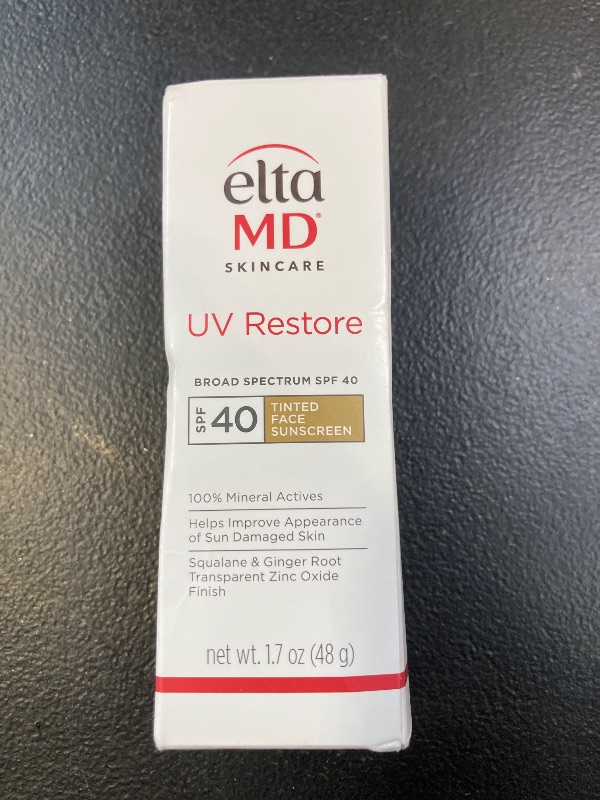 elta
MD®
SKINCARE
UV Restore
BROAD SPECTRUM SPF 40
SPF 40 TINTED
FACE
SUNSCREEN
100% Mineral Actives
Helps Improve Appearance
of Sun Damaged Skin
Squalane & Ginger Root
Transparent Zinc Oxide
Finish
net wt. 1.7 oz (48 g)